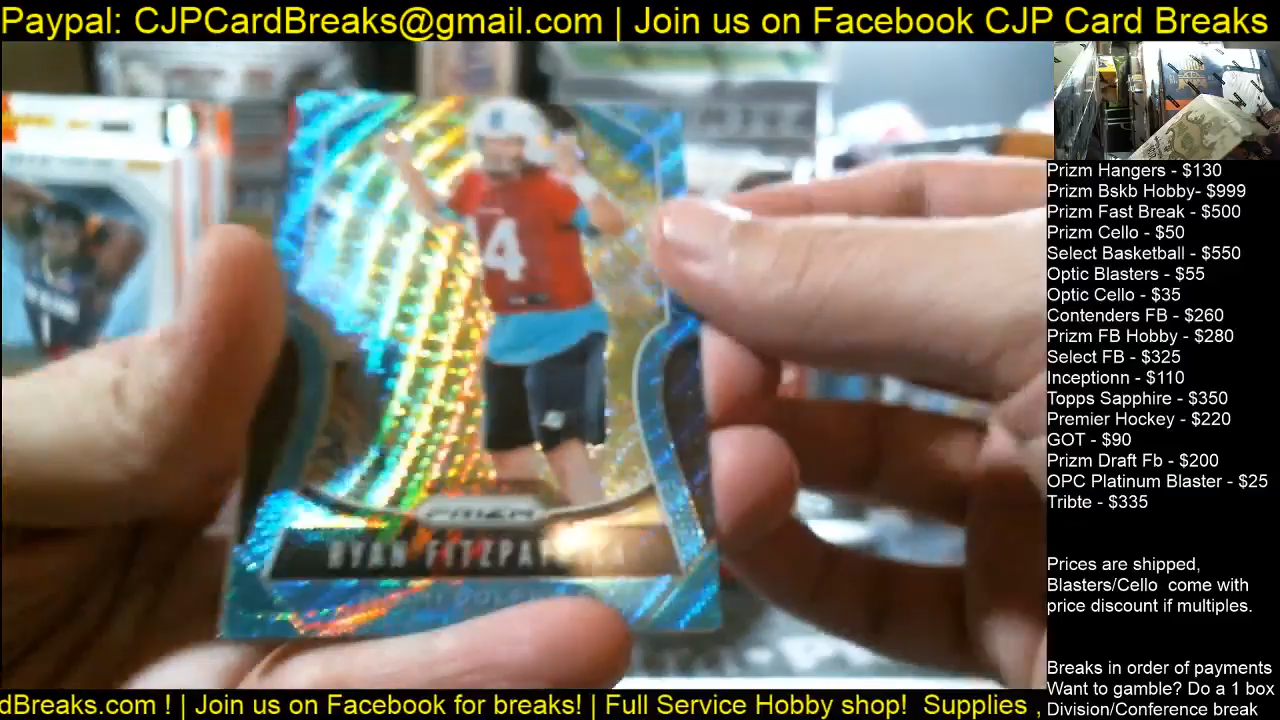 Paypal: CJPCardBreaks@gmail.com | Join us on Facebook CJP Card Breaks
Prizm Hangers - $130
Prizm Bskb Hobby- $999
Prizm Fast Break - $500
Prizm Cello - $50
Select Basketball - $550
Optic Blasters - $55
Optic Cello - $35
Contenders FB - $260
Prizm FB Hobby - $280
Select FB - $325
Inceptionn - $110
Topps Sapphire - $350
Premier Hockey - $220
GOT - $90
Prizm Draft Fb - $200
OPC Platinum Blaster - $25
Tribte - $335
Prices are shipped,
Blasters/Cello come with
price discount if multiples.
Breaks in order of payments
Want to gamble? Do a 1 box
Division/Conference break
14
PRIZM
RYAN FITZPATRICK
dBreaks.com ! | Join us on Facebook for breaks! | Full Service Hobby shop! Supplies ,